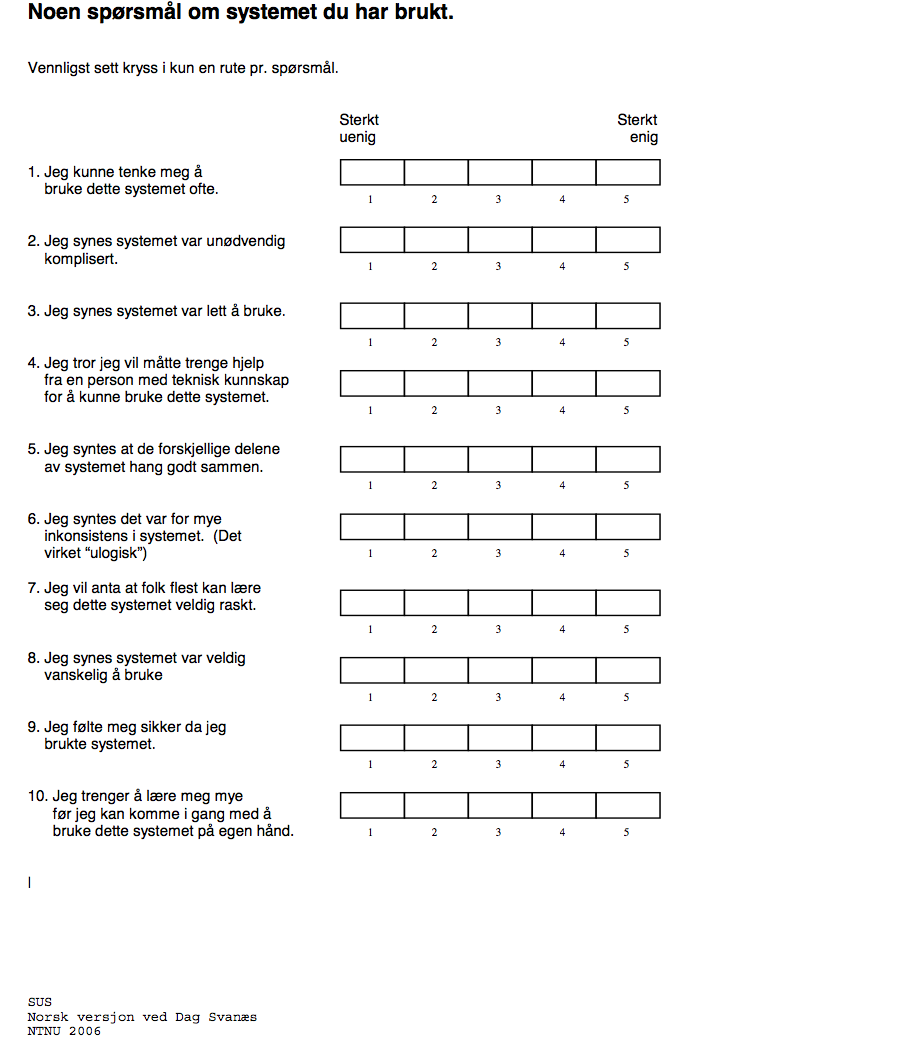 Noen spørsmål om systemet du har brukt.
Vennligst sett kryss i kun en rute pr. spørsmål.
Sterkt Sterkt
uenig enig
1. Jeg kunne tenke meg å
bruke dette systemet ofte.
1 2 3 4 5
2. Jeg synes systemet var unødvendig
komplisert.
1 2 3 4 5
3. Jeg synes systemet var lett å bruke.
1 2 3 4 5
4. Jeg tror jeg vil måtte trenge hjelp
fra en person med teknisk kunnskap
for å kunne bruke dette systemet.
1 2 3 4 5
5. Jeg syntes at de forskjellige delene
av systemet hang godt sammen.
1 2 3 4 5
6. Jeg syntes det var for mye
inkonsistens i systemet. (Det
virket “ulogisk”)
1 2 3 4 5
7. Jeg vil anta at folk flest kan lære
seg dette systemet veldig raskt.
1 2 3 4 5
8. Jeg synes systemet var veldig
vanskelig å bruke
1 2 3 4 5
9. Jeg følte meg sikker da jeg
brukte systemet.
1 2 3 4 5
10. Jeg trenger å lære meg mye
før jeg kan komme i gang med å
bruke dette systemet på egen hånd.
1 2 3 4 5
|
SUS
Norsk versjon ved Dag Svanæs
NTNU 2006